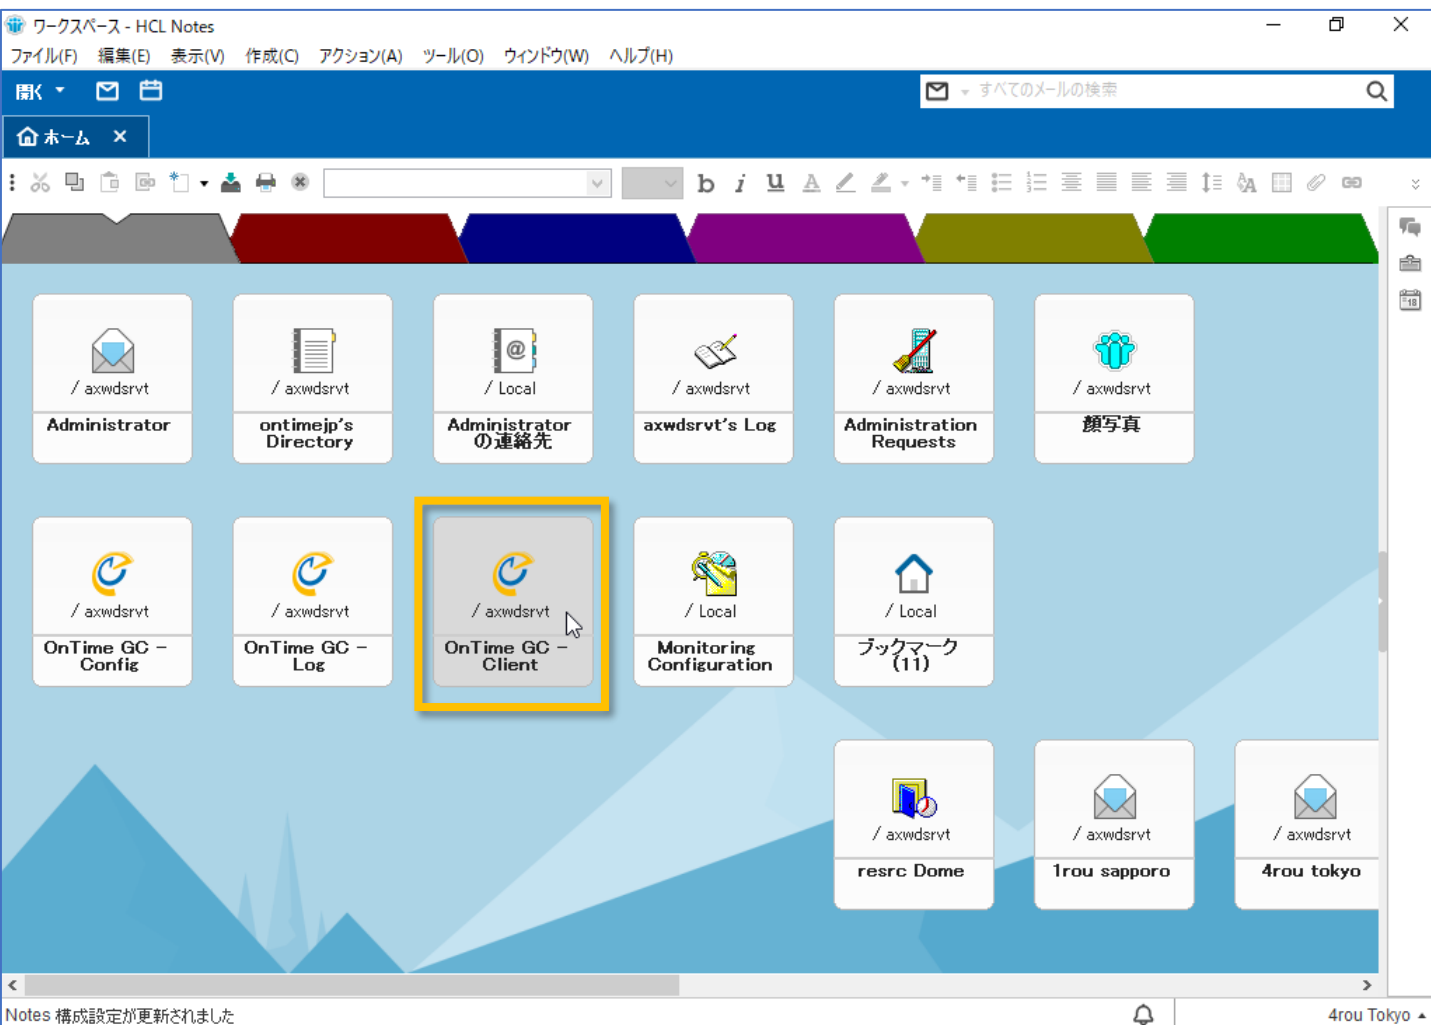 ワークスペース - HCL Notes
ファイル(F) 編集(E) 表示(V) 作成(C) アクション(A) ツール(O) ウィンドウ(W) ヘルプ(H)
開く
すべてのメールの検索
ホーム ×
b i u A
18
/ axwdsrvt
Administrator
/ axwdsrvt
ontimejp's
Directory
/ Local
Administrator
の連絡先
/ axwdsrvt
axwdsrvt's Log
/ axwdsrvt
Administration
Requests
/ axwdsrvt
顔写真
/ axwdsrvt
OnTime GC -
Config
/ axwdsrvt
OnTime GC -
Log
/ axwdsrvt
OnTime GC -
Client
/ Local
Monitoring
Configuration
/ Local
ブックマーク
(11)
/ axwdsrvt
resrc Dome
/ axwdsrvt
1rou sapporo
/ axwdsrvt
4rou tokyo
Notes 構成設定が更新されました
4rou Tokyo